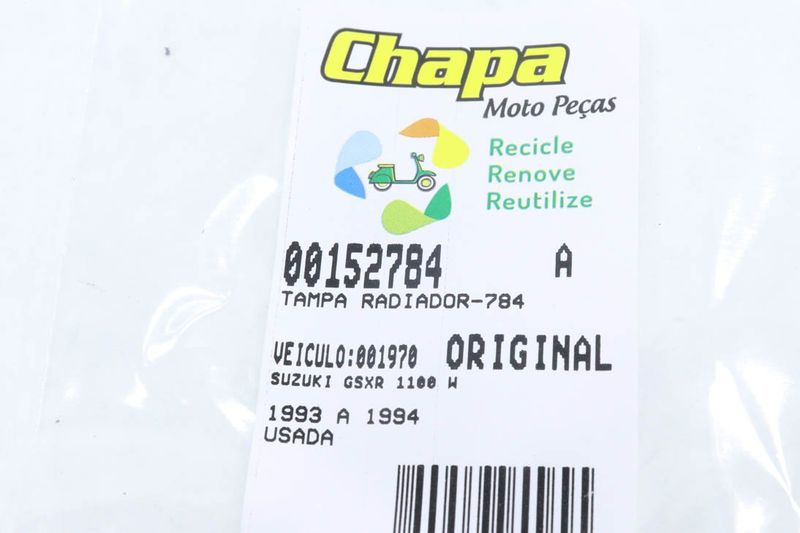 Chapa
Moto Peças
Recicle
Renove
Reutilize
00152784 A
TAMPA RADIADOR-784
VEICULO:001970 ORIGINAL
SUZUKI GSXR 1100 W
1993 A 1994
USADA